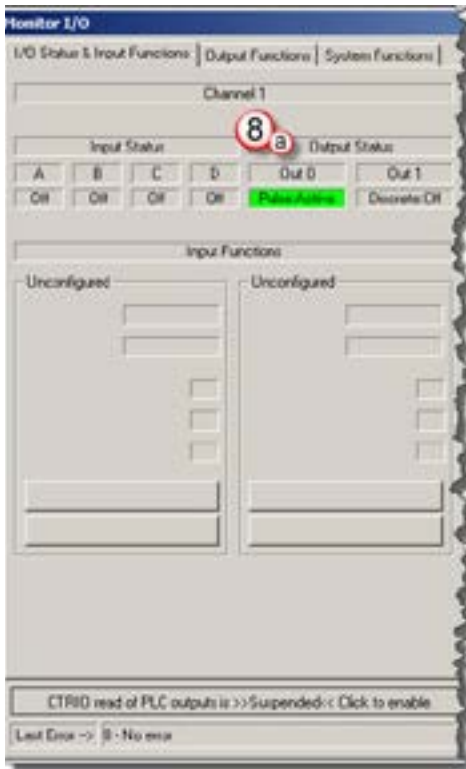 Monitor I/O
I/O Status & Input Functions Output Functions System Functions
Channel 1
8 a
Input Status Output Status
A B C D Out 0 Out 1
Off Off Off Off Pulse Active Discrete Off
Input Functions
Unconfigured Unconfigured
CTRIO read of PLC outputs is >>Suspended<< Click to enable
Last Error -> 0 - No error